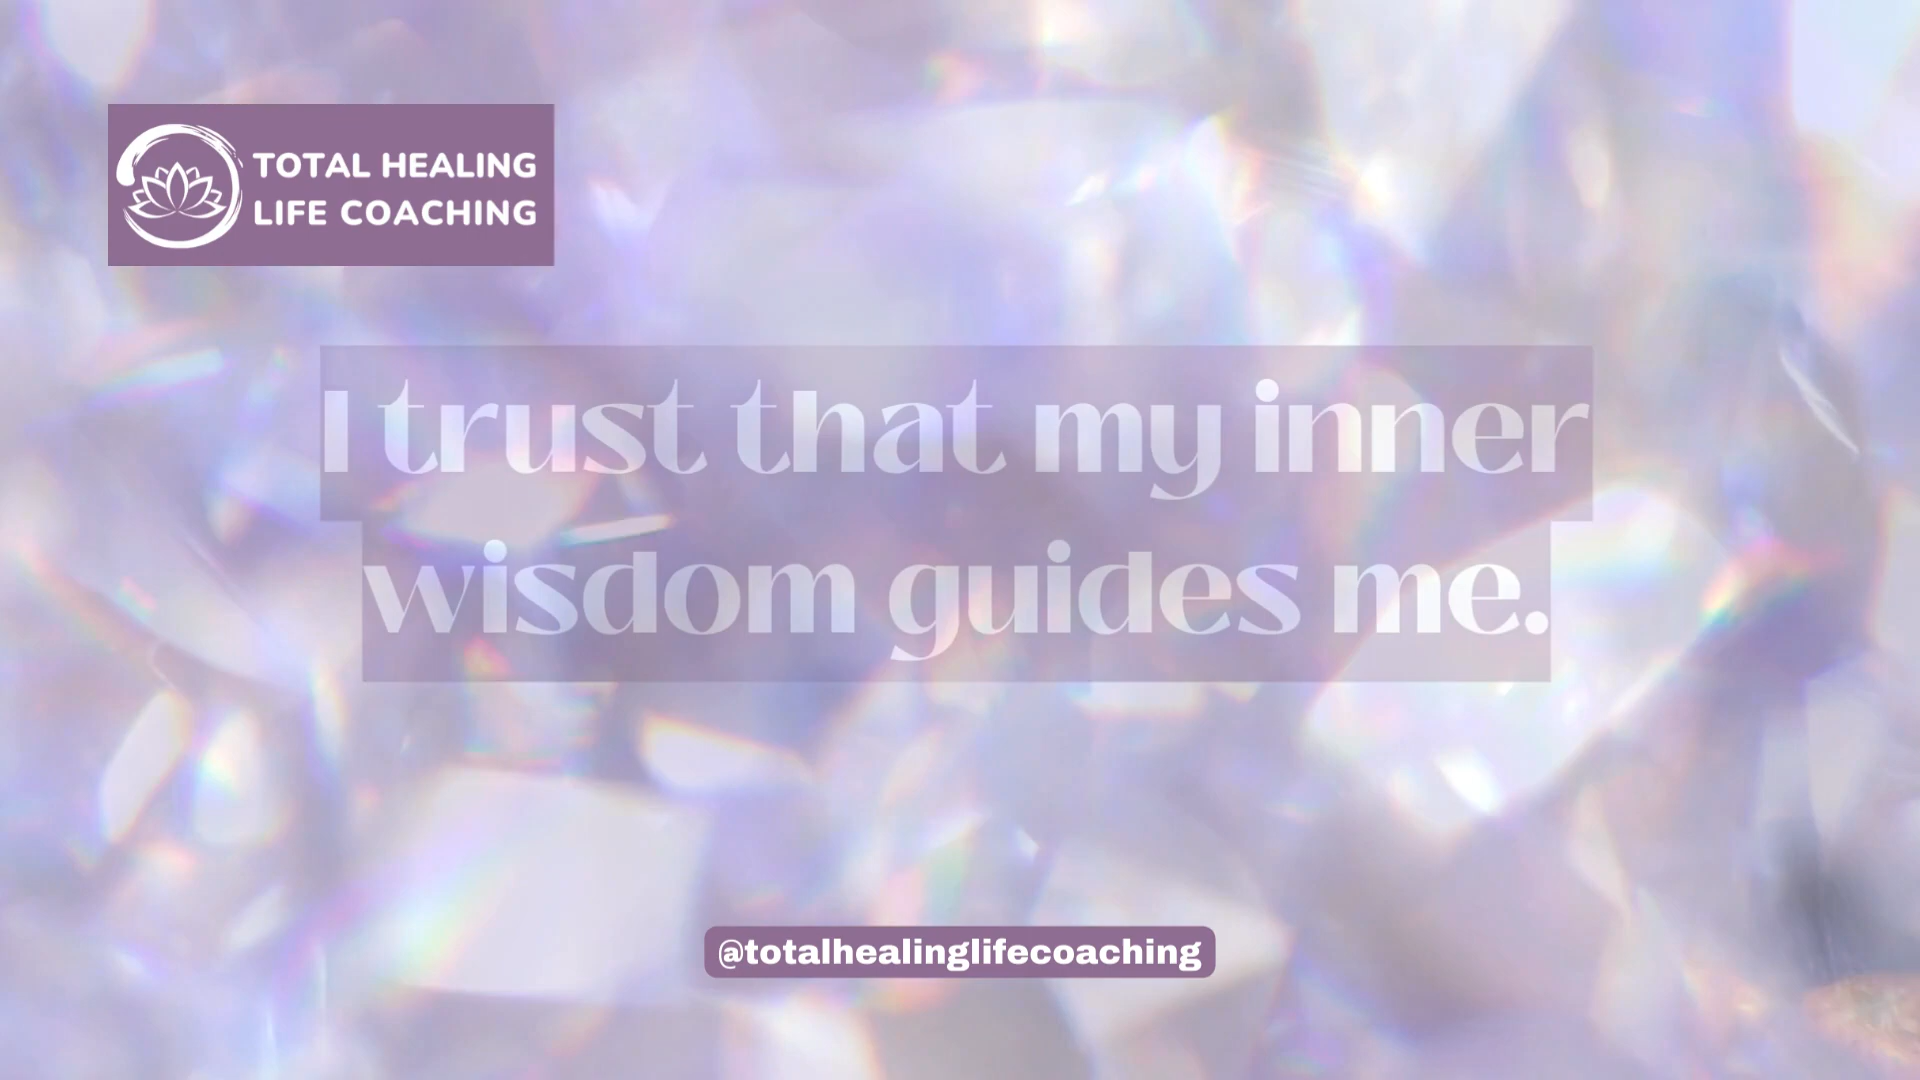 TOTAL HEALING
LIFE COACHING
I trust that my inner
wisdom guides me.
@totalhealinglifecoaching